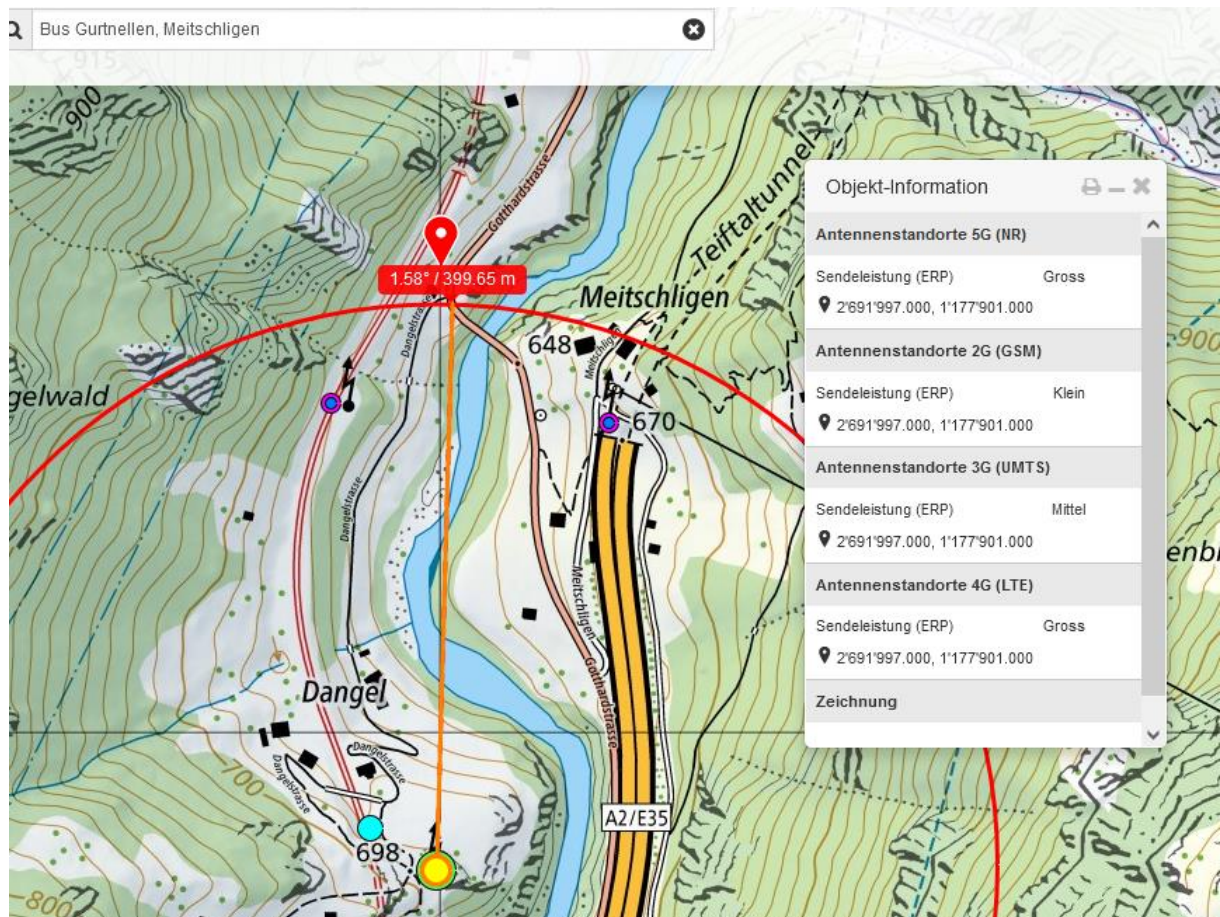 Bus Gurtnellen, Meitschligen
915
900
Gotthardstrasse
Teiftaltunnel
Objekt-Information
Antennenstandorte 5G (NR)
Sendeleistung (ERP) Gross
2'691'997.000, 1'177'901.000
1.58° / 399.65 m
Meitschligen
Dangelstrasse
648
Meitschligen
Antennenstandorte 2G (GSM)
900
gelwald
Sendeleistung (ERP) Klein
2'691'997.000, 1'177'901.000
670
Antennenstandorte 3G (UMTS)
Dangelstrasse
Sendeleistung (ERP) Mittel
2'691'997.000, 1'177'901.000
enbr
Meitschligen
Antennenstandorte 4G (LTE)
Sendeleistung (ERP) Gross
2'691'997.000, 1'177'901.000
Gotthardstrasse
Dangel
Zeichnung
Dangelstrasse
Dangelstrasse
700
A2/E35
698
800